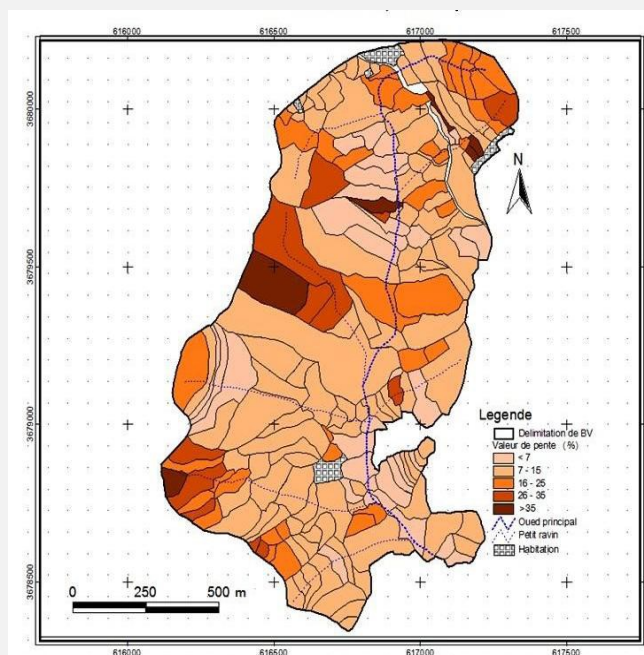 616000 616500 617000 617500
3680000
3679500
3679000
3678500
N
Legende
Delimitation de BV
Valeur de pente (%)
< 7
7 - 15
16 - 25
26 - 35
>35
Oued principal
Petit ravin
Habitation
0 250 500 m
616000 616500 617000 617500